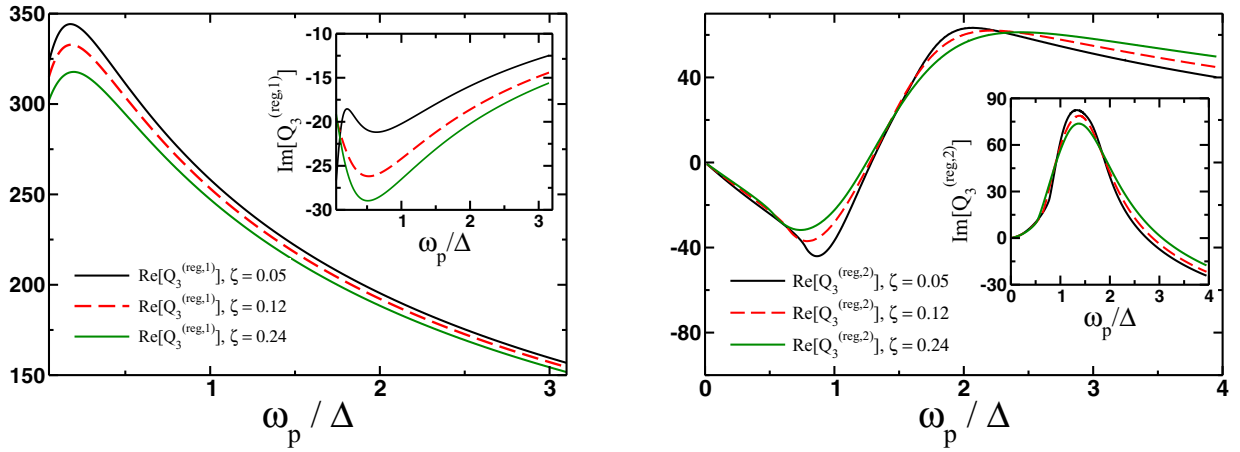 350
300
250
200
150
1
2
3
ω_p / Δ
Re[Q_3^(reg,1)], ζ = 0.05
Re[Q_3^(reg,1)], ζ = 0.12
Re[Q_3^(reg,1)], ζ = 0.24
-10
-15
-20
-25
-30
1
2
3
Im[Q_3^(reg,1)]
ω_p/Δ
40
0
-40
-80
0
1
2
3
4
ω_p / Δ
Re[Q_3^(reg,2)], ζ = 0.05
Re[Q_3^(reg,2)], ζ = 0.12
Re[Q_3^(reg,2)], ζ = 0.24
90
60
30
0
-30
0
1
2
3
4
Im[Q_3^(reg,2)]
ω_p/Δ